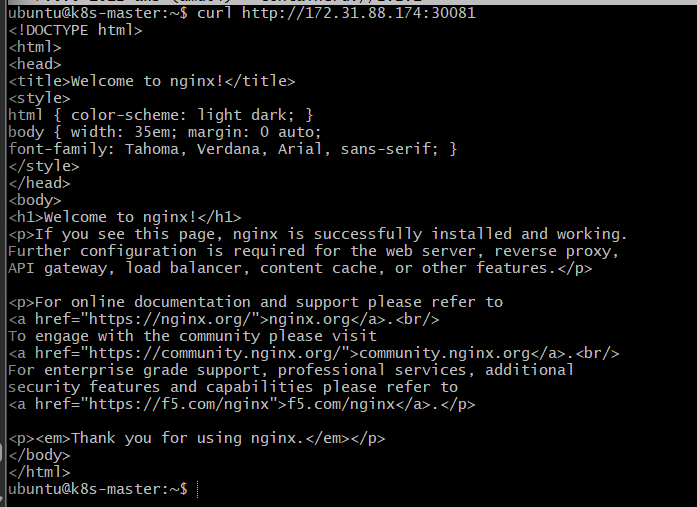 ubuntu@k8s-master:~$ curl http://172.31.88.174:30081
<!DOCTYPE html>
<html>
<head>
<title>Welcome to nginx!</title>
<style>
html { color-scheme: light dark; }
body { width: 35em; margin: 0 auto;
font-family: Tahoma, Verdana, Arial, sans-serif; }
</style>
</head>
<body>
<h1>Welcome to nginx!</h1>
<p>If you see this page, nginx is successfully installed and working.
Further configuration is required for the web server, reverse proxy,
API gateway, load balancer, content cache, or other features.</p>

<p>For online documentation and support please refer to
<a href="https://nginx.org/">nginx.org</a>.<br/>
To engage with the community please visit
<a href="https://community.nginx.org/">community.nginx.org</a>.<br/>
For enterprise grade support, professional services, additional
security features and capabilities please refer to
<a href="https://f5.com/nginx">f5.com/nginx</a>.</p>

<p><em>Thank you for using nginx.</em></p>
</body>
</html>
ubuntu@k8s-master:~$